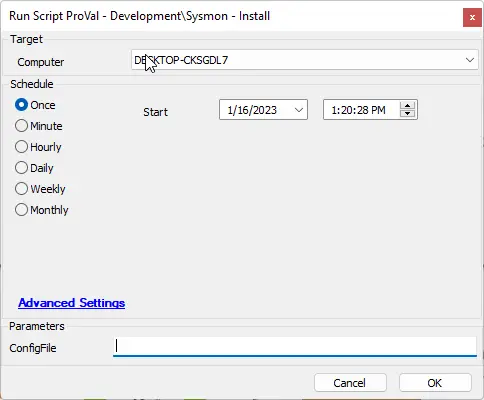 Run Script ProVal - Development\Sysmon - Install
x
Target
Computer
DESKTOP-CKSGDL7
Schedule
Once
Start
1/16/2023
1:20:28 PM
Minute
Hourly
Daily
Weekly
Monthly
Advanced Settings
Parameters
ConfigFile
Cancel
OK